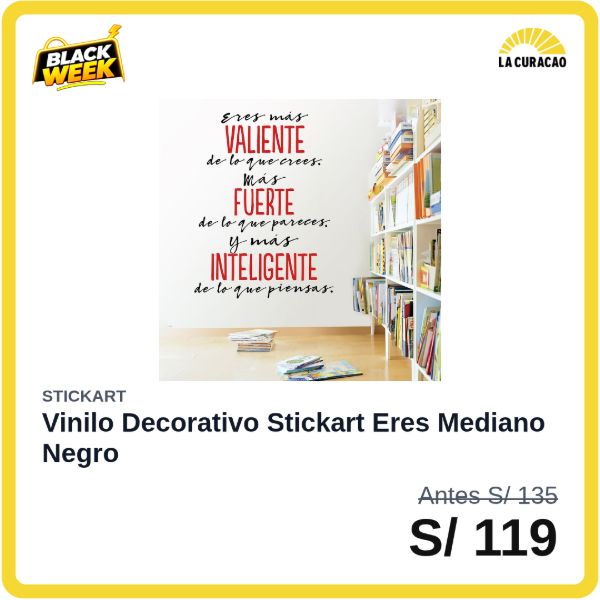 BLACK
WEEK
LA CURACAO
Eres más
VALIENTE
de lo que crees.
Más
FUERTE
de lo que pareces.
Y más
INTELIGENTE
de lo que piensas.
STICKART
Vinilo Decorativo Stickart Eres Mediano
Negro
Antes S/ 135
S/ 119